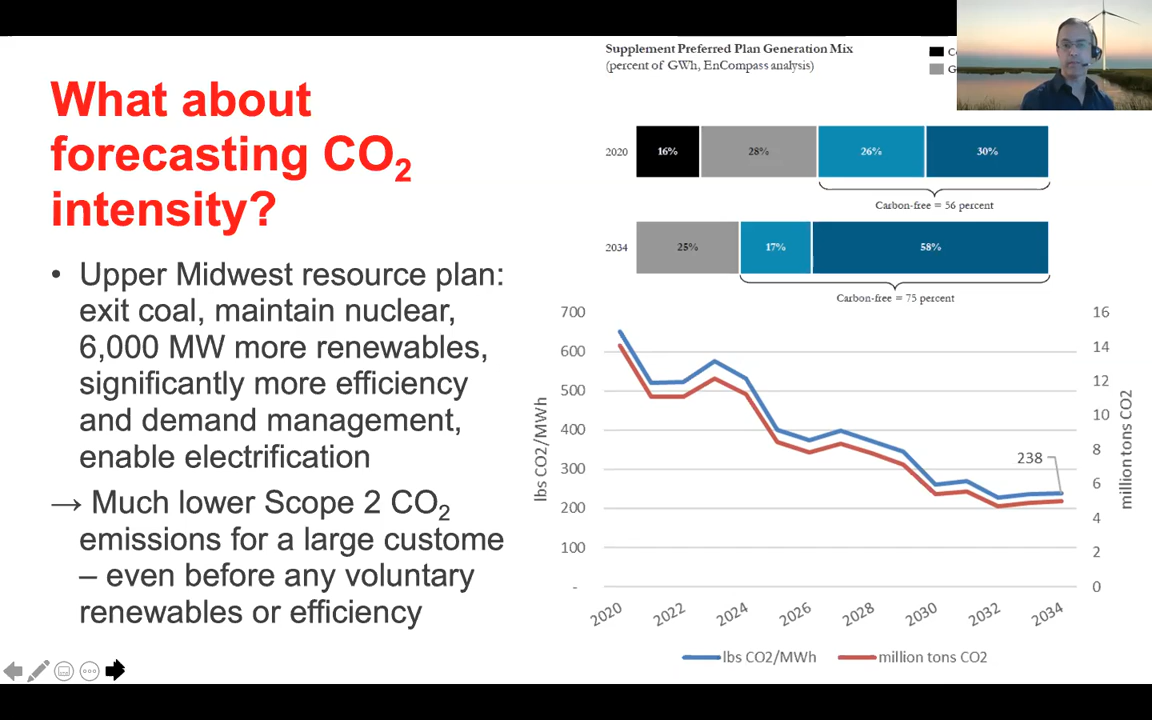 What about
forecasting CO₂
intensity?
• Upper Midwest resource plan:
exit coal, maintain nuclear,
6,000 MW more renewables,
significantly more efficiency
and demand management,
enable electrification
→ Much lower Scope 2 CO₂
emissions for a large custome
– even before any voluntary
renewables or efficiency
Supplement Preferred Plan Generation Mix
(percent of GWh, EnCompass analysis)
C
G
2020 16% 28% 26% 30%
Carbon-free = 56 percent
2034 25% 17% 58%
Carbon-free = 75 percent
700
600
500
400
300
200
100
-
lbs CO2/MWh
16
14
12
10
8
6
4
2
0
million tons CO2
238
2020 2022 2024 2026 2028 2030 2032 2034
lbs CO2/MWh million tons CO2